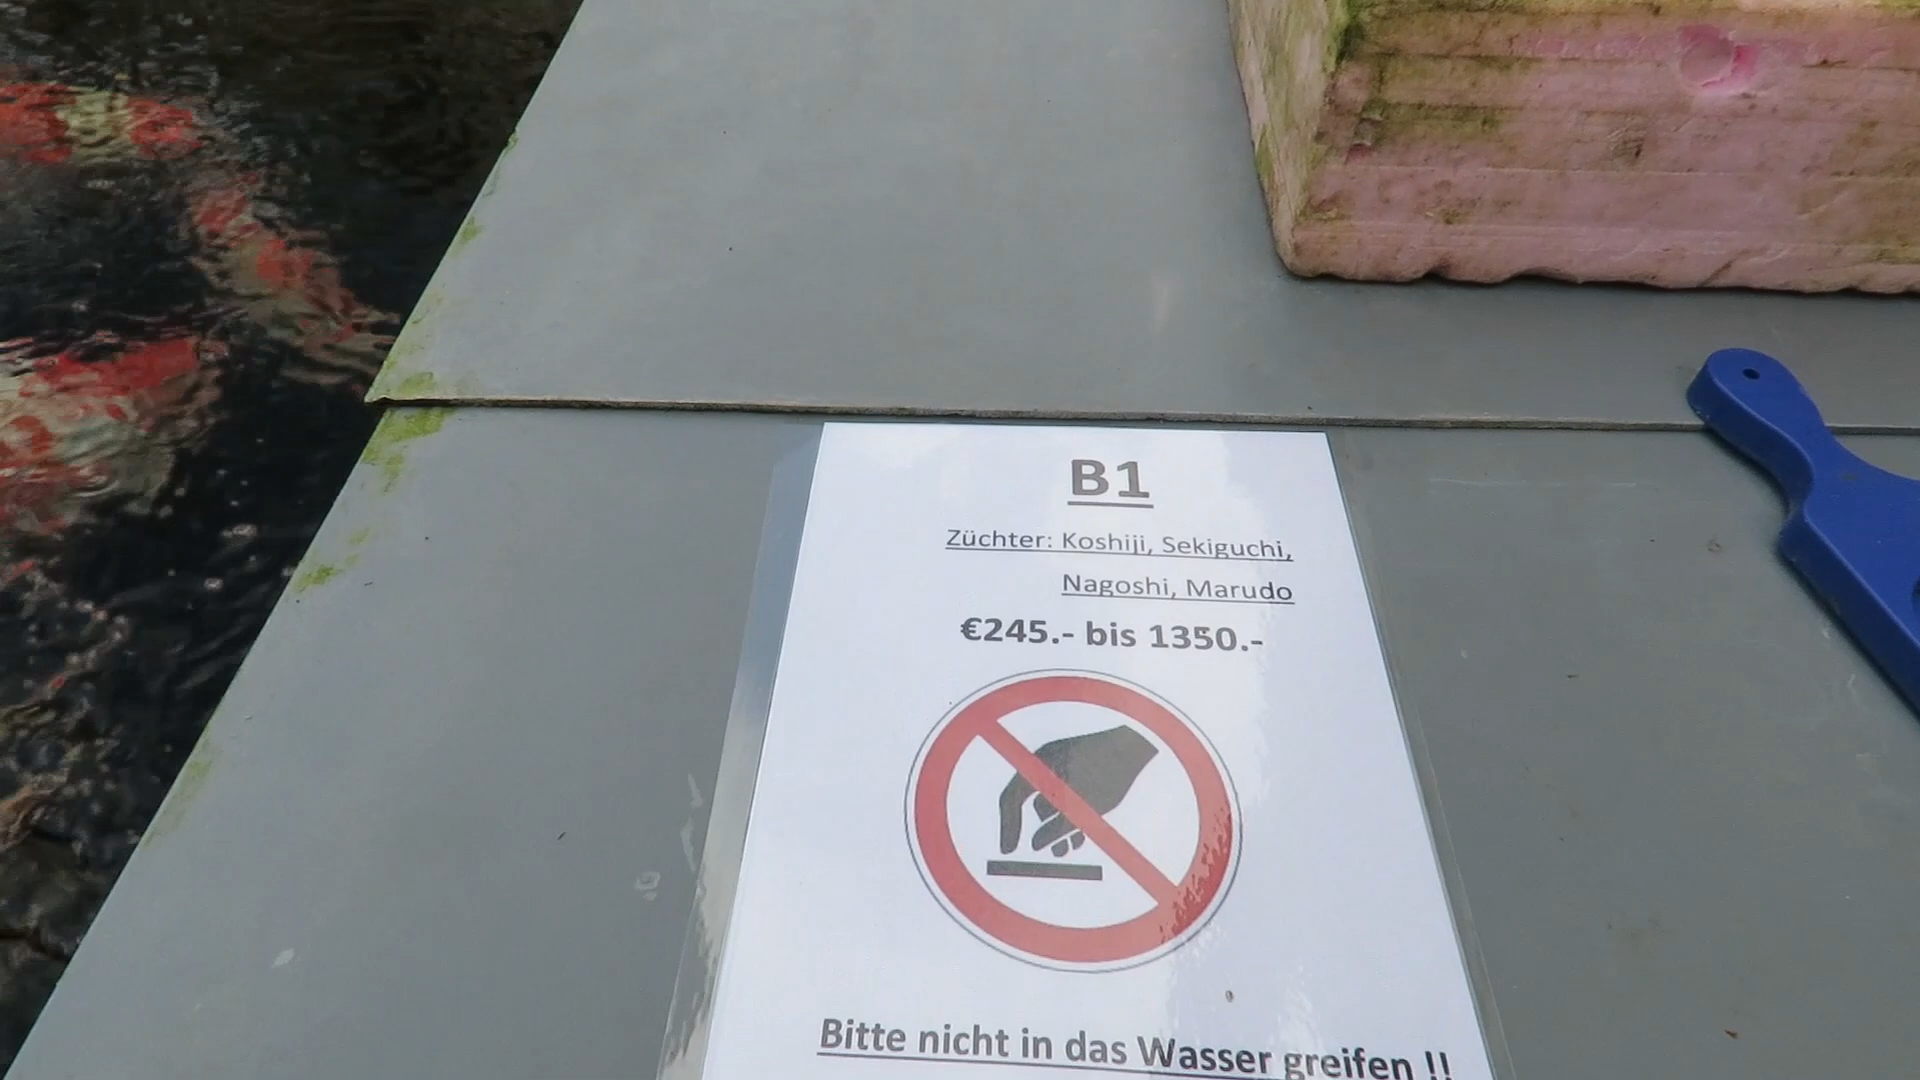 B1
Züchter: Koshiji, Sekiguchi,
Nagoshi, Marudo
€245.- bis 1350.-
Bitte nicht in das Wasser greifen !!